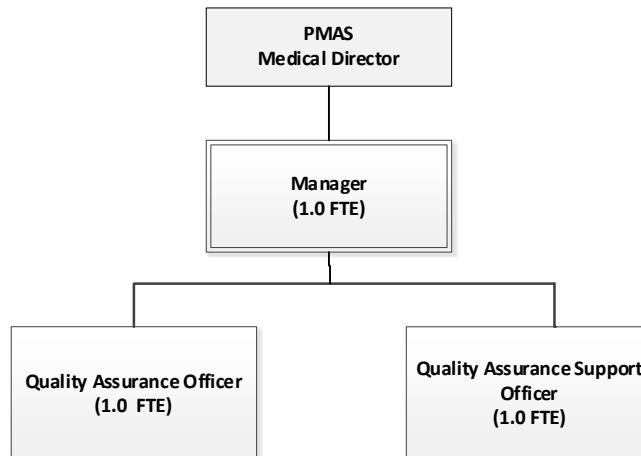 PMAS
Medical Director
Manager
(1.0 FTE)
Quality Assurance Officer
(1.0  FTE)
Quality Assurance Support
Officer
(1.0 FTE)